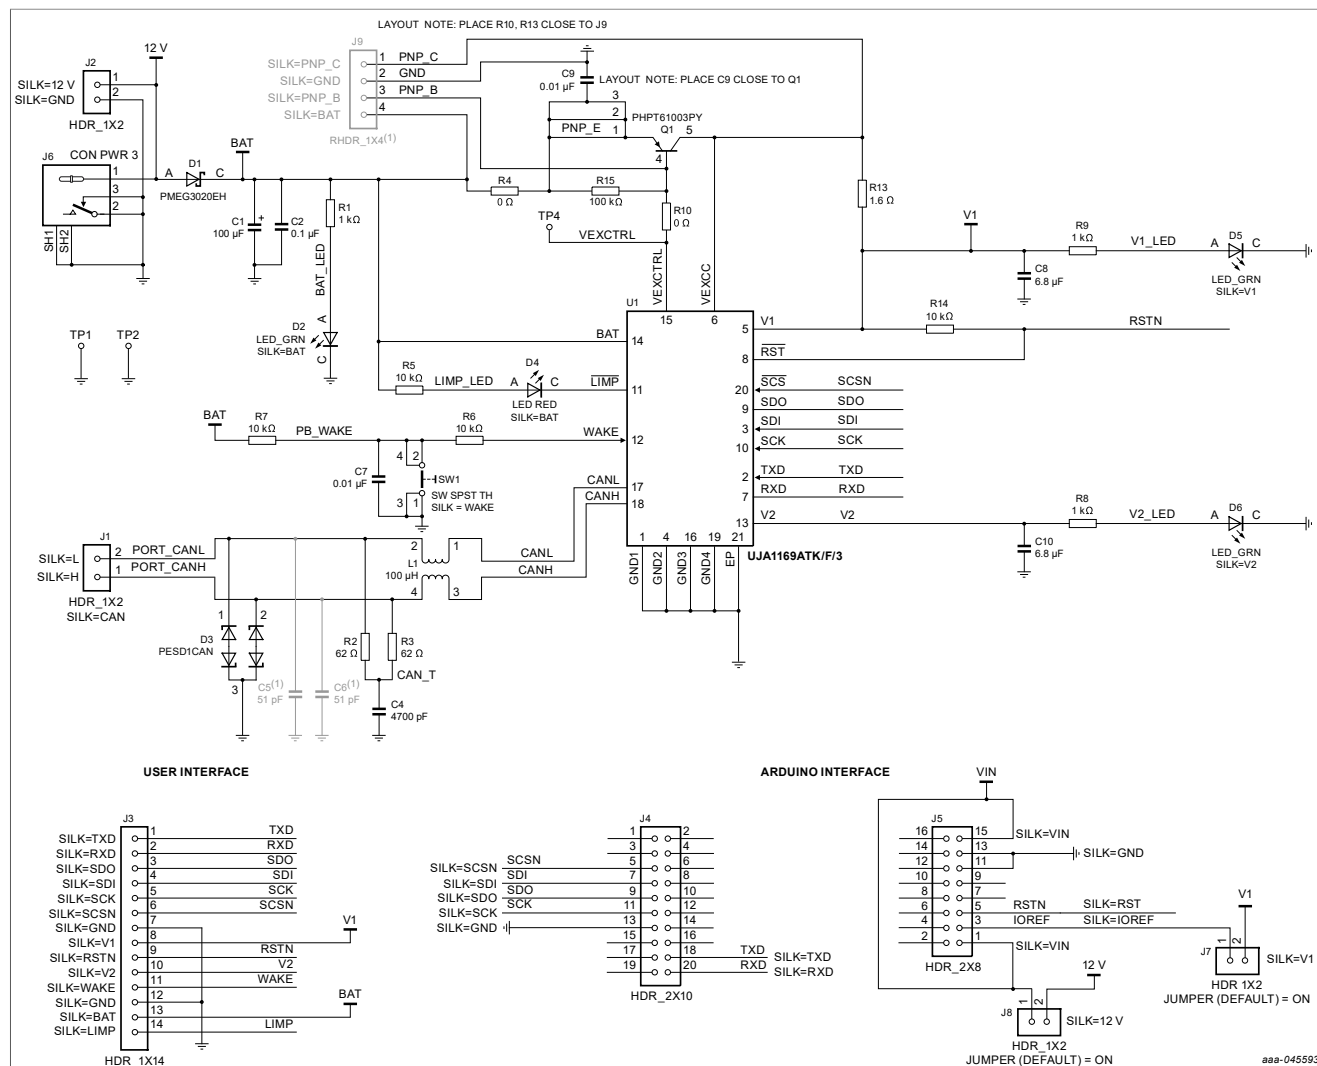 LAYOUT NOTE: PLACE R10, R13 CLOSE TO J9
12 V
J2
SILK=12 V
SILK=GND
1
2
HDR_1X2
J9
SILK=PNP_C
SILK=GND
SILK=PNP_B
SILK=BAT
1 PNP_C
2 GND
3 PNP_B
4
RHDR_1X4(1)
C9
0.01 µF
LAYOUT NOTE: PLACE C9 CLOSE TO Q1
3
2
PNP_E 1
PHPT61003PY
Q1
5
4
J6
CON PWR 3
1
3
2
SH1
SH2
A D1 C
PMEG3020EH
BAT
C1
100 µF
+
C2
0.1 µF
R1
1 kΩ
BAT_LED
A
D2
LED_GRN
SILK=BAT
C
TP1
TP2
R4
0 Ω
R15
100 kΩ
R10
0 Ω
TP4
VEXCTRL
VEXCTRL
VEXCC
R13
1.6 Ω
V1
R9
1 kΩ
V1_LED
A D5 C
LED_GRN
SILK=V1
C8
6.8 µF
R14
10 kΩ
RSTN
U1
15
6
BAT 14
LIMP 11
WAKE 12
CANL 17
CANH 18
5 V1
8 RST
20 SCS SCSN
9 SDO SDO
3 SDI SDI
10 SCK SCK
2 TXD TXD
7 RXD RXD
13 V2 V2
1 4 16 19 21
GND1
GND2
GND3
GND4
EP
UJA1169ATK/F/3
R5
10 kΩ
LIMP_LED
A D4 C
LED RED
SILK=BAT
BAT
R7
10 kΩ
PB_WAKE
R6
10 kΩ
C7
0.01 µF
4 2
3 1
SW1
SW SPST TH
SILK = WAKE
R8
1 kΩ
V2_LED
A D6 C
LED_GRN
SILK=V2
C10
6.8 µF
J1
SILK=L
SILK=H
2 PORT_CANL
1 PORT_CANH
HDR_1X2
SILK=CAN
2 1
L1
100 µH
4 3
CANL
CANH
1 2
D3
PESD1CAN
3
C5(1)
51 pF
C6(1)
51 pF
R2
62 Ω
R3
62 Ω
CAN_T
C4
4700 pF
USER INTERFACE
J3
SILK=TXD 1 TXD
SILK=RXD 2 RXD
SILK=SDO 3 SDO
SILK=SDI 4 SDI
SILK=SCK 5 SCK
SILK=SCSN 6 SCSN
SILK=GND 7
SILK=V1 8 V1
SILK=RSTN 9 RSTN
SILK=V2 10 V2
SILK=WAKE 11 WAKE
SILK=GND 12
SILK=BAT 13 BAT
SILK=LIMP 14 LIMP
HDR_1X14
ARDUINO INTERFACE
J4
1 2
3 4
SILK=SCSN SCSN 5 6
SILK=SDI SDI 7 8
SILK=SDO SDO 9 10
SILK=SCK SCK 11 12
SILK=GND 13 14
15 16
17 18 TXD SILK=TXD
19 20 RXD SILK=RXD
HDR_2X10
VIN
J5
16 15 SILK=VIN
14 13 SILK=GND
12 11
10 9
8 7
6 5 RSTN SILK=RST
4 3 IOREF SILK=IOREF
2 1 SILK=VIN
HDR_2X8
V1
J7
1
2
SILK=V1
HDR 1X2
JUMPER (DEFAULT) = ON
12 V
J8
1
2
SILK=12 V
HDR_1X2
JUMPER (DEFAULT) = ON
aaa-045593